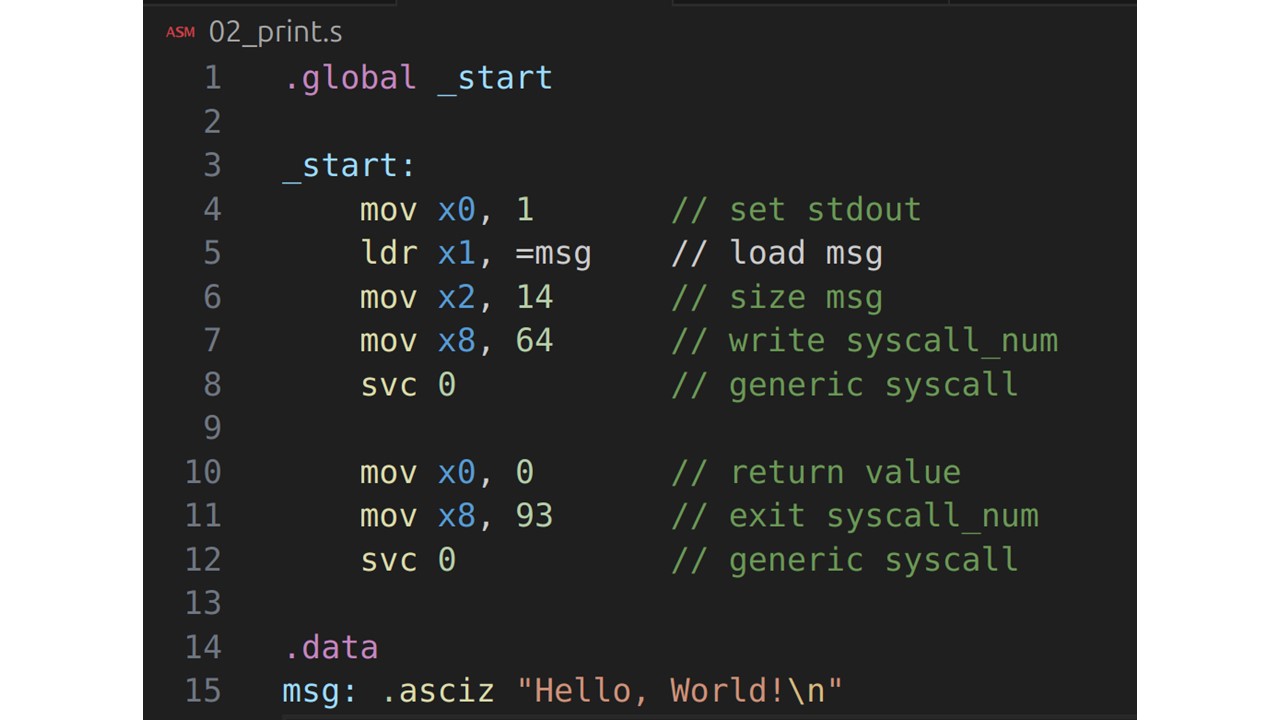 ASM 02_print.s
1 .global _start
2
3 _start:
4     mov x0, 1       // set stdout
5     ldr x1, =msg    // load msg
6     mov x2, 14      // size msg
7     mov x8, 64      // write syscall_num
8     svc 0           // generic syscall
9
10     mov x0, 0       // return value
11     mov x8, 93      // exit syscall_num
12     svc 0           // generic syscall
13
14 .data
15 msg: .asciz "Hello, World!\n"